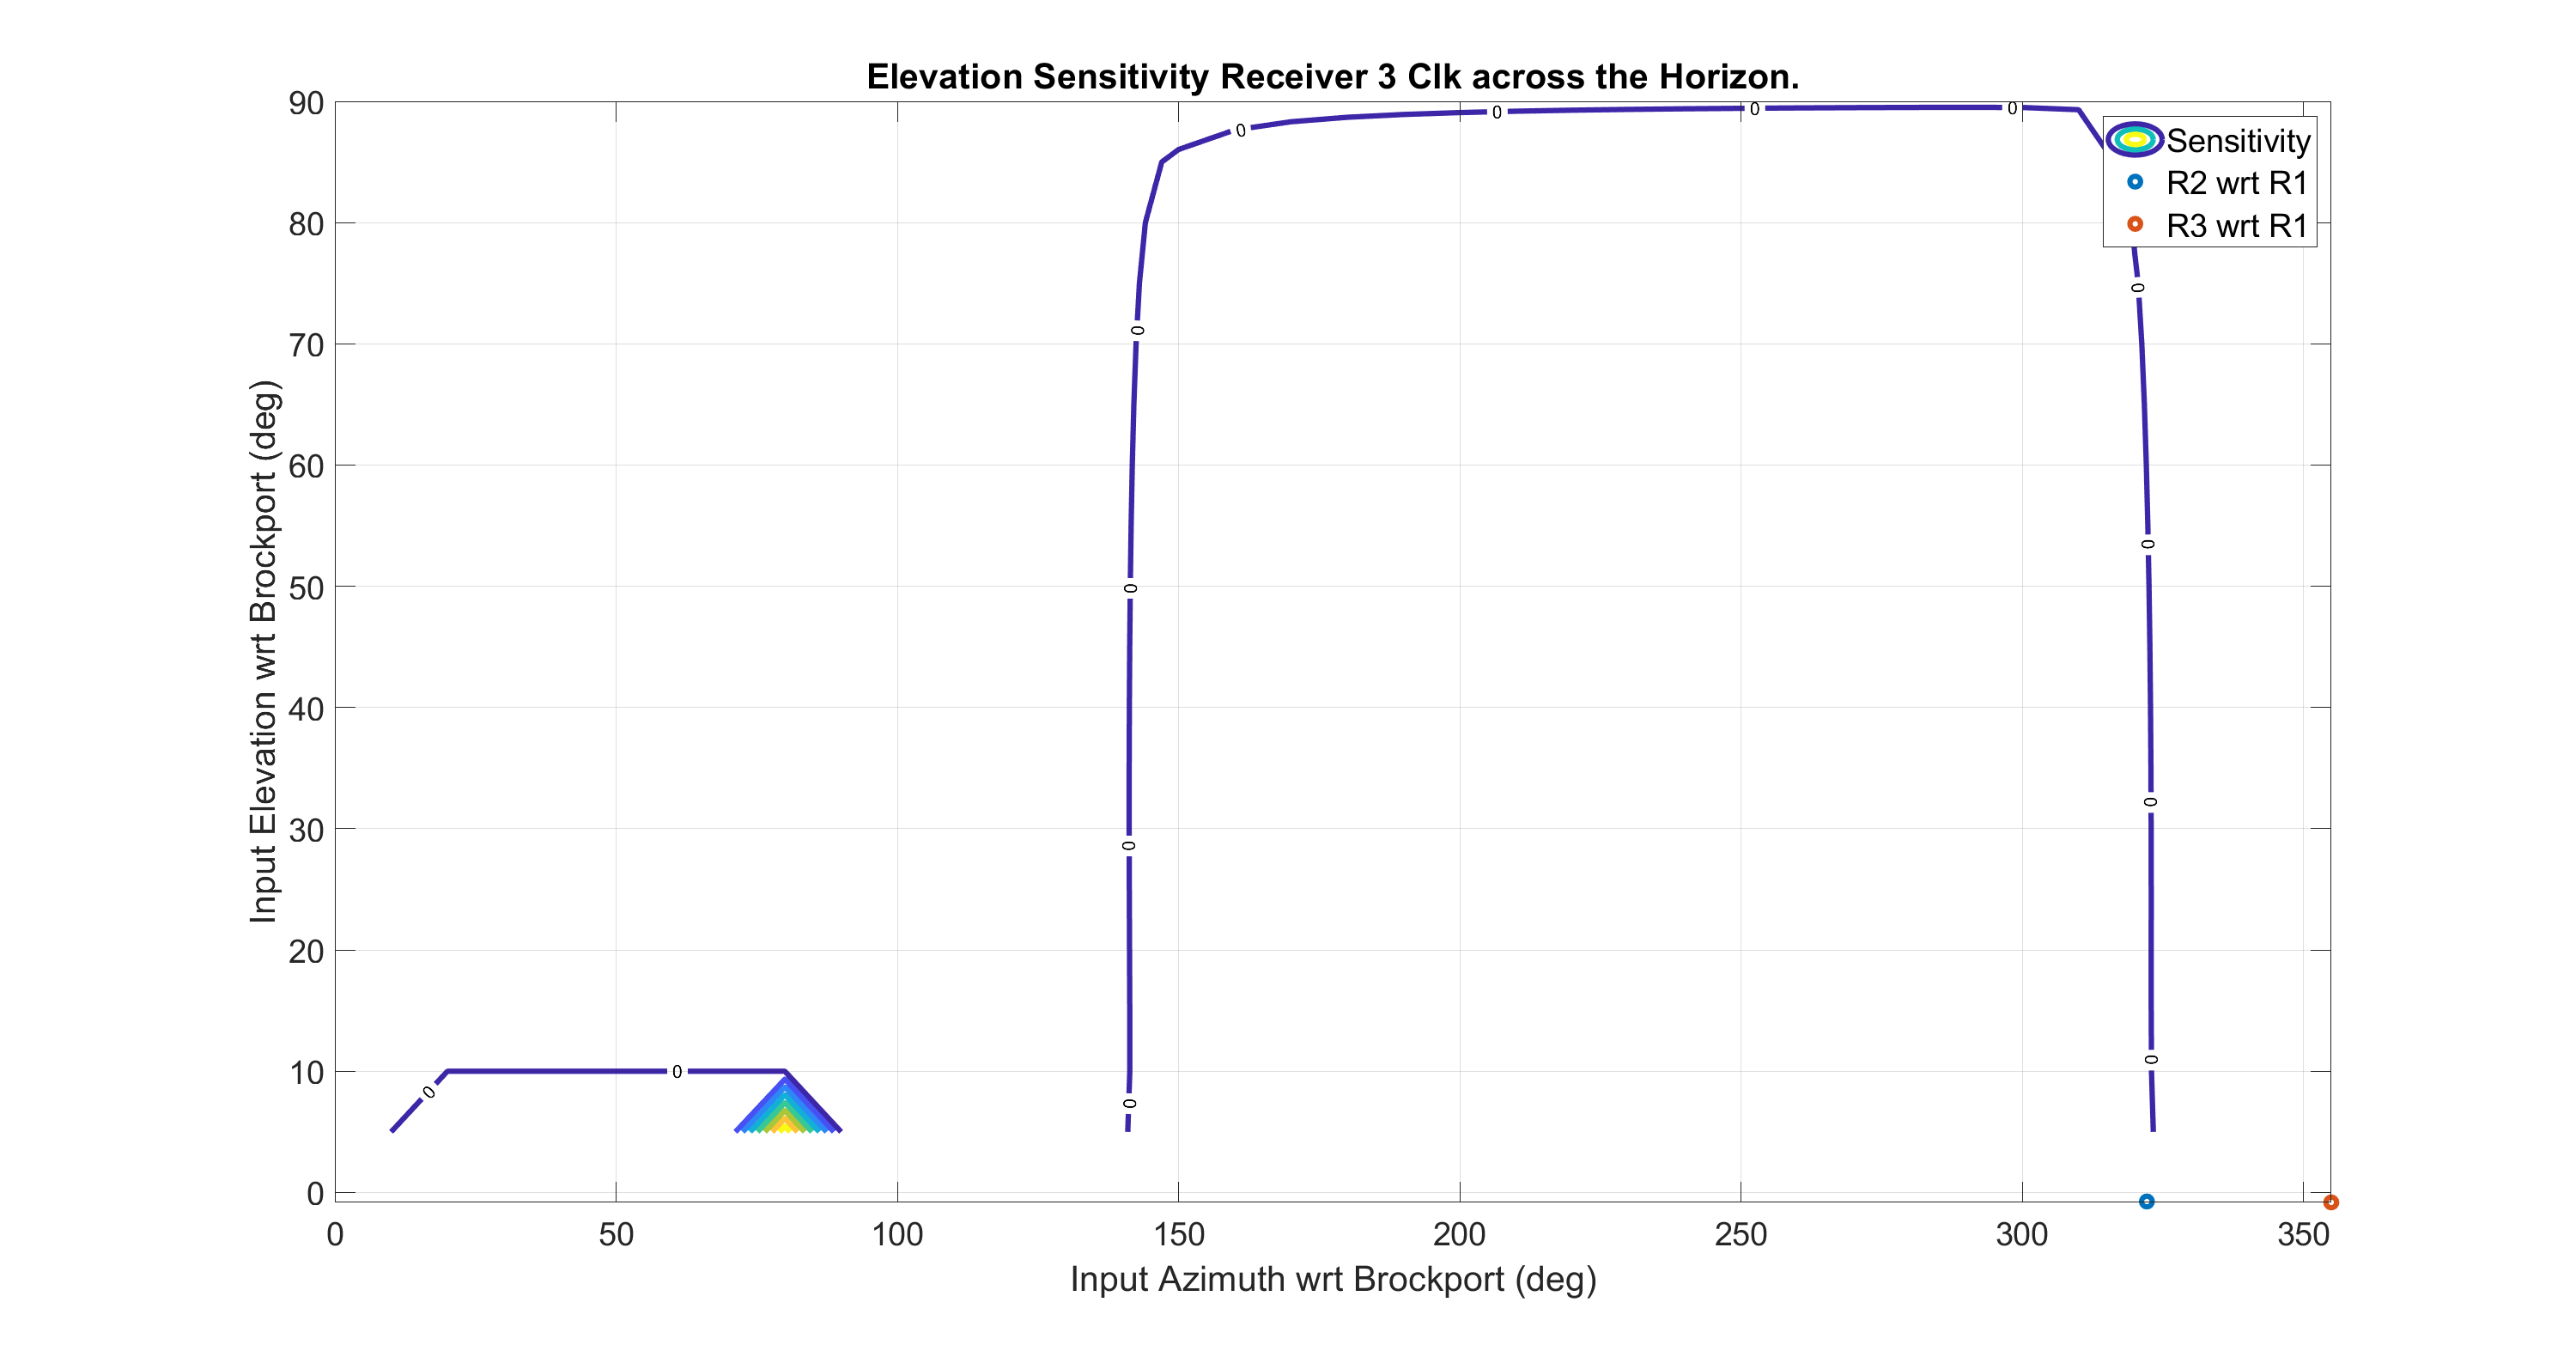 Elevation Sensitivity Receiver 3 Clk across the Horizon.
Input Elevation wrt Brockport (deg)
90
80
70
60
50
40
30
20
10
0
0 0 0 0 0
0 0
0 0
0 0
0 0
0 0 0
Sensitivity
R2 wrt R1
R3 wrt R1
0 50 100 150 200 250 300 350
Input Azimuth wrt Brockport (deg)